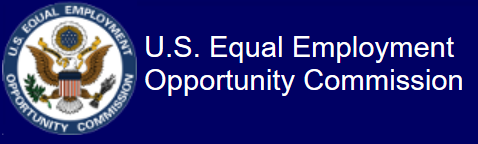 U.S. EQUAL EMPLOYMENT
OPPORTUNITY COMMISSION
U.S. Equal Employment
Opportunity Commission